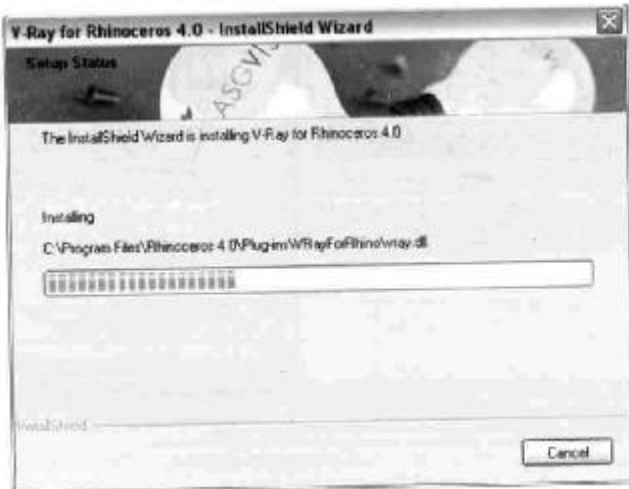 V-Ray for Rhinoceros 4.0 - InstallShield Wizard
Setup Status
ASGVIS
The InstallShield Wizard is installing V-Ray for Rhinoceros 4.0
Installing
C:\Program Files\Rhinoceros 4.0\Plug-ins\VRayForRhino\vray.dll
InstallShield
Cancel